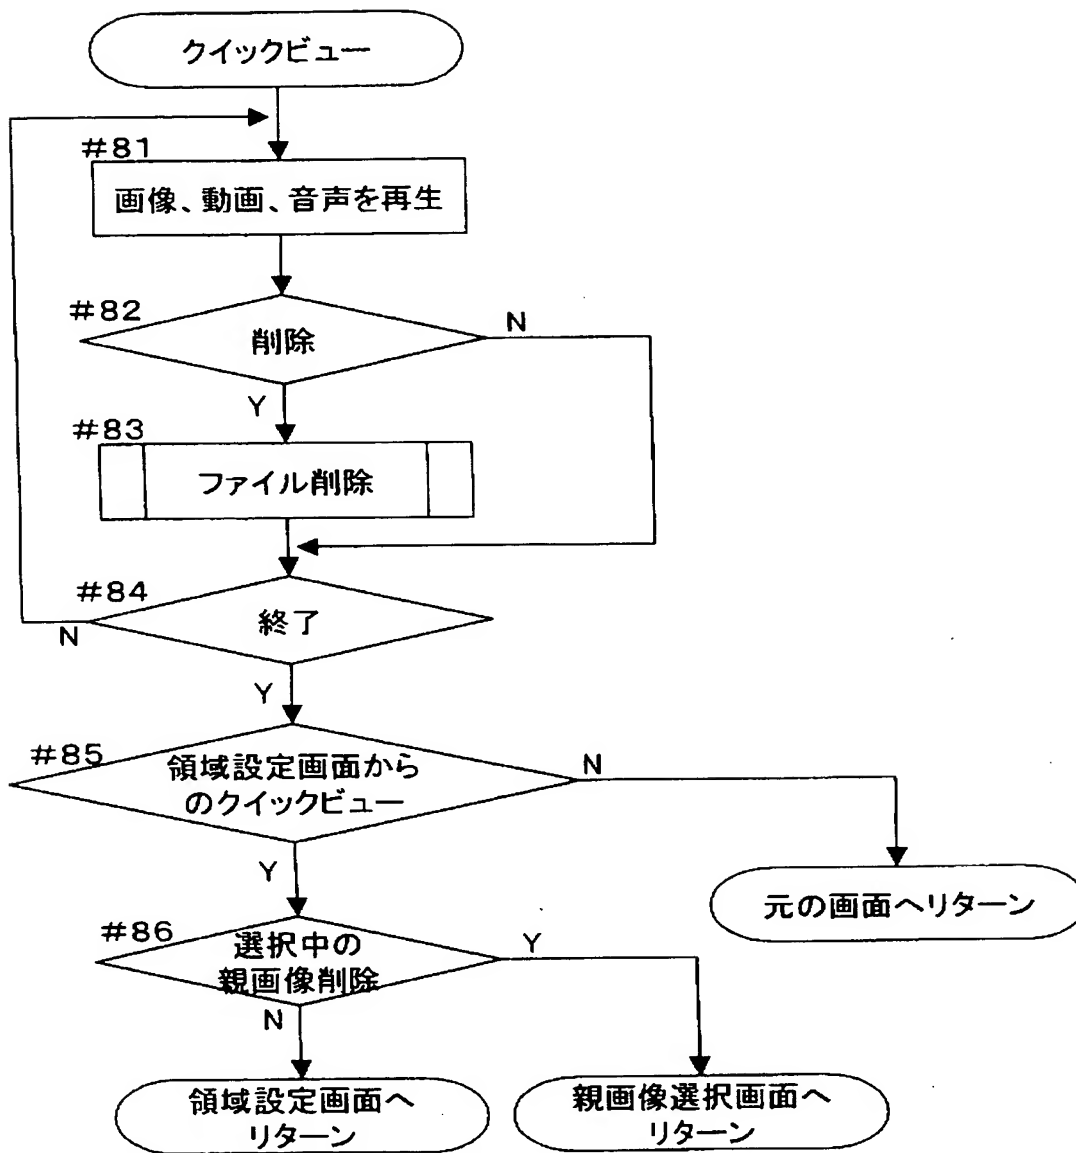 クイックビュー
#81
画像、動画、音声を再生
#82
削除
N
Y
#83
ファイル削除
#84
終了
N
Y
#85
領域設定画面から
のクイックビュー
N
Y
元の画面へリターン
#86
選択中の
親画像削除
Y
N
領域設定画面へ
リターン
親画像選択画面へ
リターン